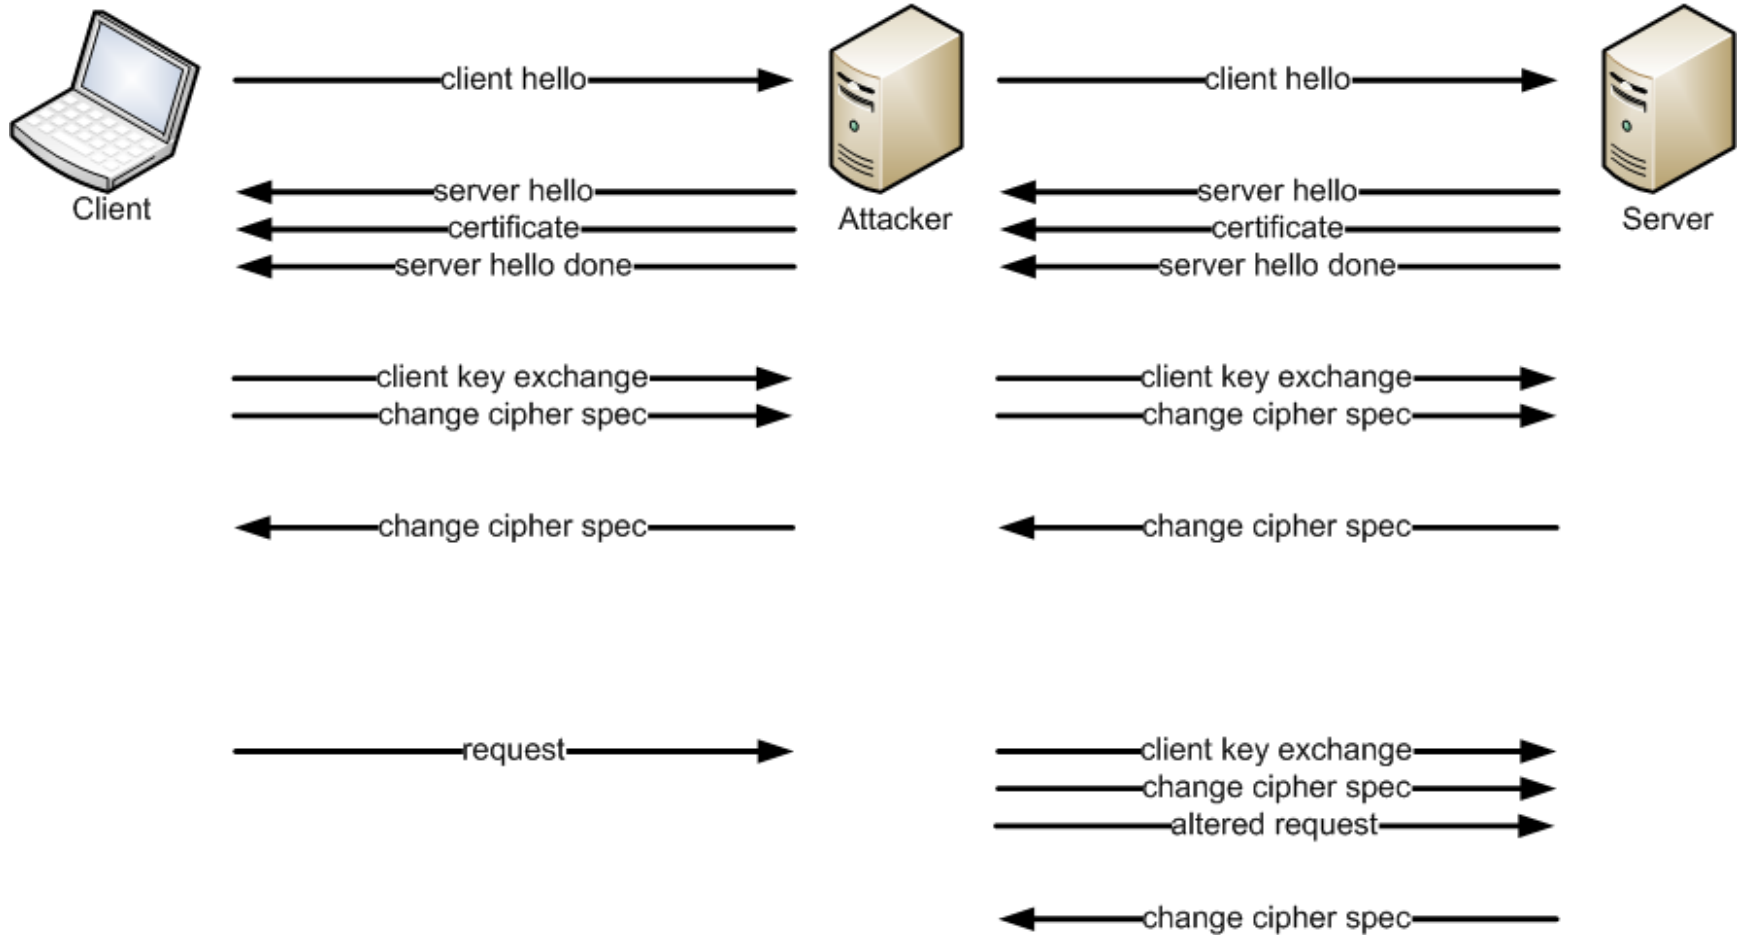 client hello
client hello
Client
server hello
server hello
Attacker
Server
certificate
certificate
server hello done
server hello done
client key exchange
client key exchange
change cipher spec
change cipher spec
change cipher spec
change cipher spec
request
client key exchange
change cipher spec
altered request
change cipher spec